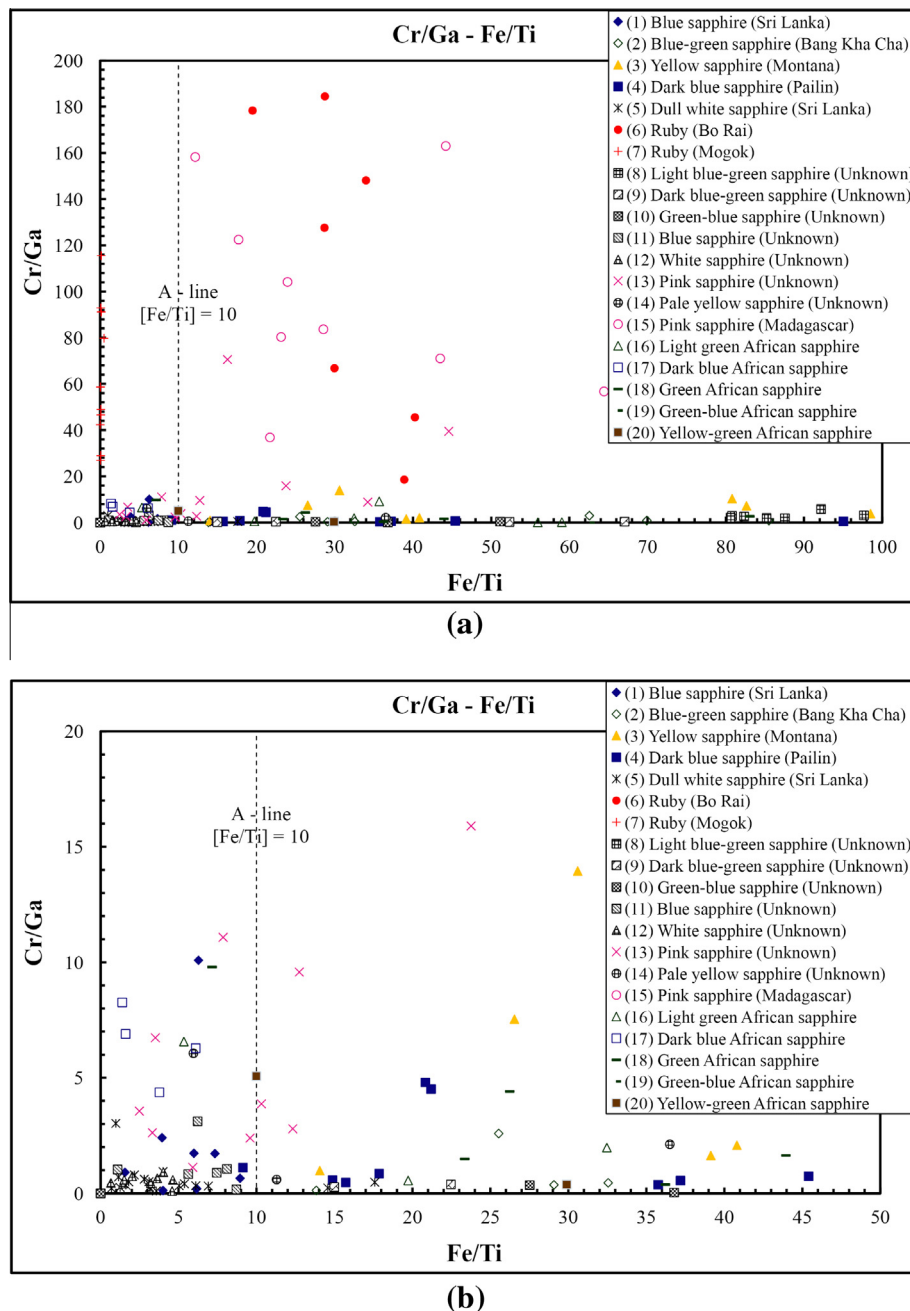 Cr/Ga - Fe/Ti
200
180
160
140
120
100
80
60
40
20
0
Cr/Ga
A - line
[Fe/Ti] = 10
(1) Blue sapphire (Sri Lanka)
(2) Blue-green sapphire (Bang Kha Cha)
(3) Yellow sapphire (Montana)
(4) Dark blue sapphire (Pailin)
(5) Dull white sapphire (Sri Lanka)
(6) Ruby (Bo Rai)
(7) Ruby (Mogok)
(8) Light blue-green sapphire (Unknown)
(9) Dark blue-green sapphire (Unknown)
(10) Green-blue sapphire (Unknown)
(11) Blue sapphire (Unknown)
(12) White sapphire (Unknown)
(13) Pink sapphire (Unknown)
(14) Pale yellow sapphire (Unknown)
(15) Pink sapphire (Madagascar)
(16) Light green African sapphire
(17) Dark blue African sapphire
(18) Green African sapphire
(19) Green-blue African sapphire
(20) Yellow-green African sapphire
0 10 20 30 40 50 60 70 80 90 100
Fe/Ti
(a)
Cr/Ga - Fe/Ti
20
15
10
5
0
Cr/Ga
A - line
[Fe/Ti] = 10
(1) Blue sapphire (Sri Lanka)
(2) Blue-green sapphire (Bang Kha Cha)
(3) Yellow sapphire (Montana)
(4) Dark blue sapphire (Pailin)
(5) Dull white sapphire (Sri Lanka)
(6) Ruby (Bo Rai)
(7) Ruby (Mogok)
(8) Light blue-green sapphire (Unknown)
(9) Dark blue-green sapphire (Unknown)
(10) Green-blue sapphire (Unknown)
(11) Blue sapphire (Unknown)
(12) White sapphire (Unknown)
(13) Pink sapphire (Unknown)
(14) Pale yellow sapphire (Unknown)
(15) Pink sapphire (Madagascar)
(16) Light green African sapphire
(17) Dark blue African sapphire
(18) Green African sapphire
(19) Green-blue African sapphire
(20) Yellow-green African sapphire
0 5 10 15 20 25 30 35 40 45 50
Fe/Ti
(b)